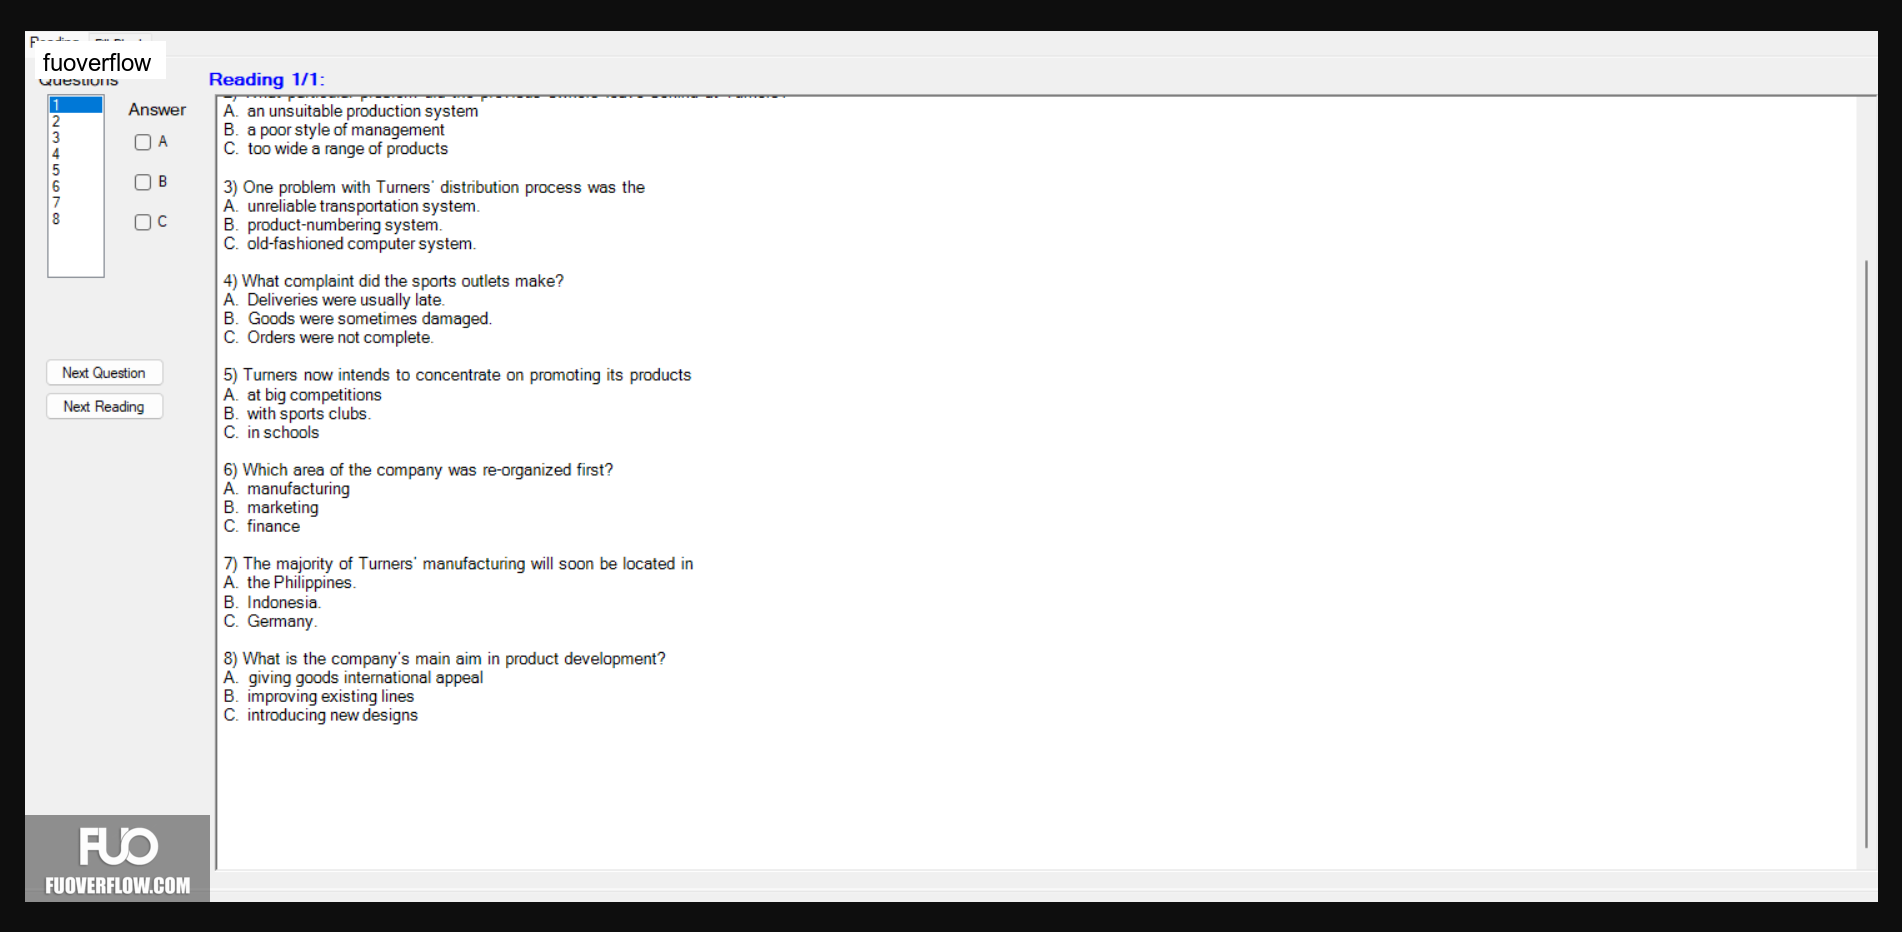 fuoverflow
Questions
Reading 1/1:
1
2
3
4
5
6
7
8
Answer
A
B
C
Next Question
Next Reading
A. an unsuitable production system
B. a poor style of management
C. too wide a range of products
3) One problem with Turners' distribution process was the
A. unreliable transportation system.
B. product-numbering system.
C. old-fashioned computer system.
4) What complaint did the sports outlets make?
A. Deliveries were usually late.
B. Goods were sometimes damaged.
C. Orders were not complete.
5) Turners now intends to concentrate on promoting its products
A. at big competitions
B. with sports clubs.
C. in schools
6) Which area of the company was re-organized first?
A. manufacturing
B. marketing
C. finance
7) The majority of Turners' manufacturing will soon be located in
A. the Philippines.
B. Indonesia.
C. Germany.
8) What is the company's main aim in product development?
A. giving goods international appeal
B. improving existing lines
C. introducing new designs
FUO
FUOVERFLOW.COM